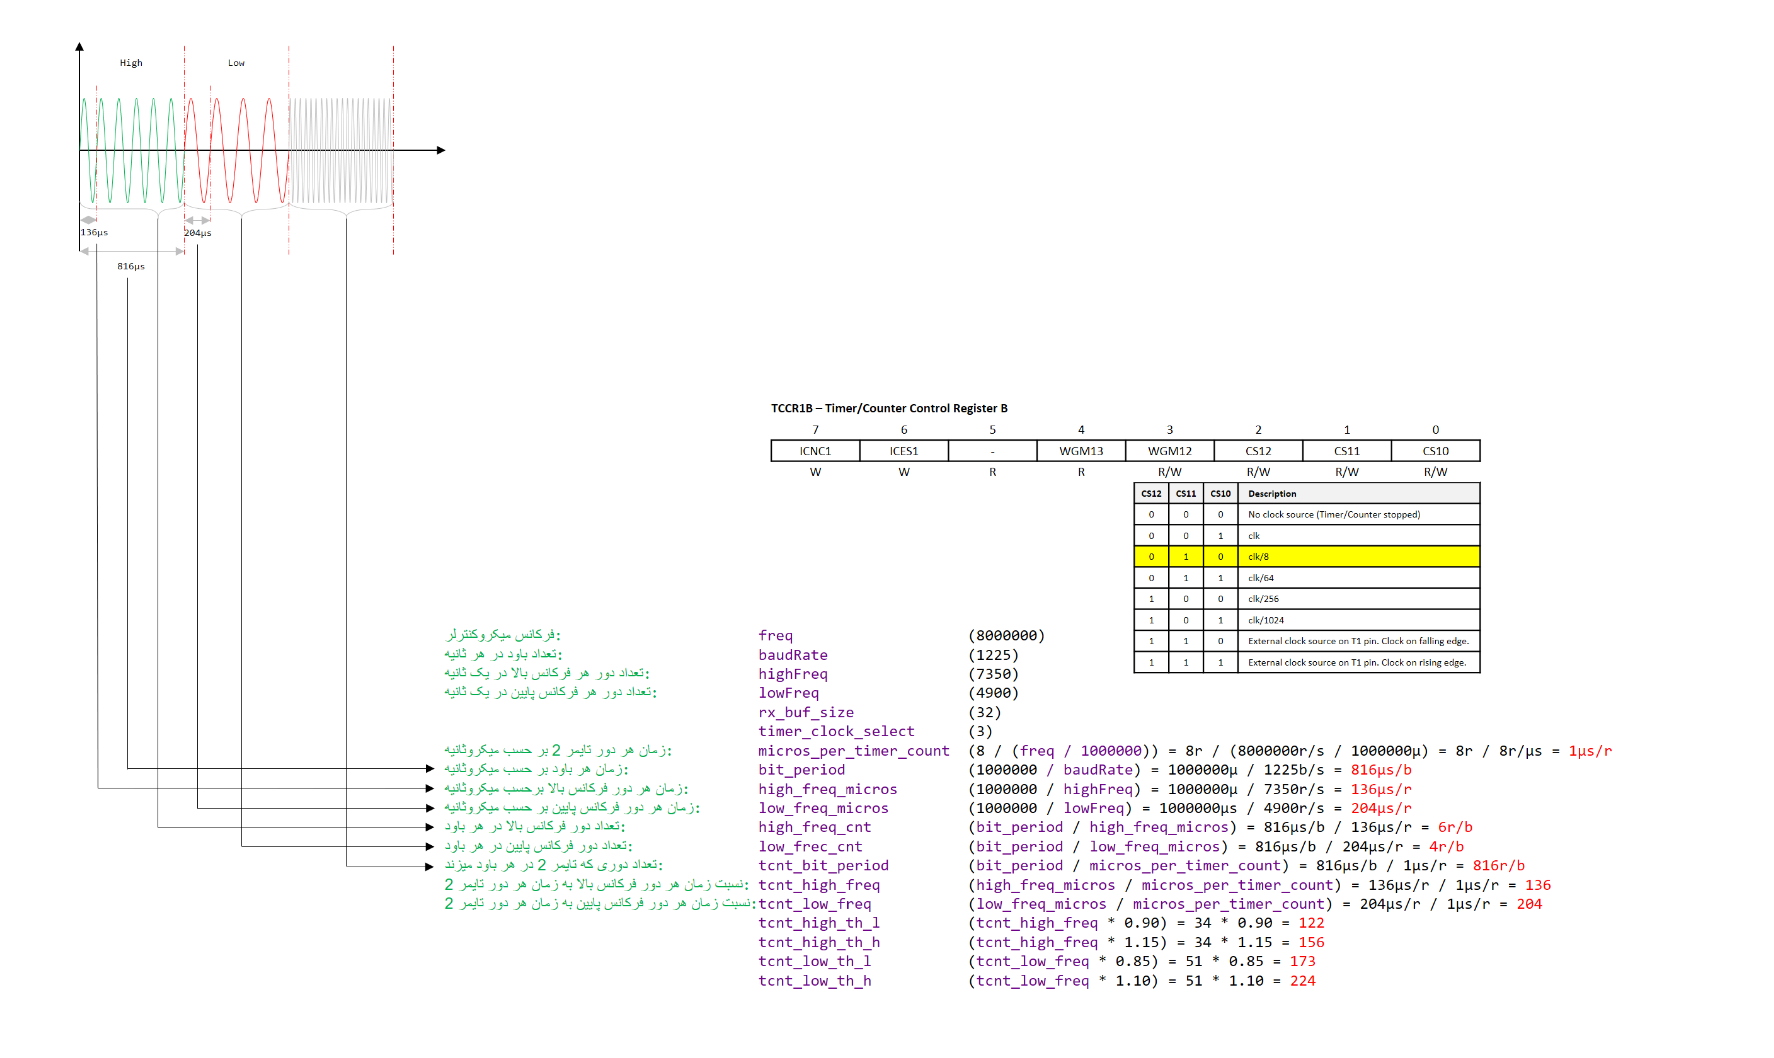 High Low
136µs 204µs
816µs
TCCR1B – Timer/Counter Control Register B
7 6 5 4 3 2 1 0
ICNC1 ICES1 - WGM13 WGM12 CS12 CS11 CS10
W W R R R/W R/W R/W R/W
CS12 CS11 CS10 Description
0 0 0 No clock source (Timer/Counter stopped)
0 0 1 clk
0 1 0 clk/8
0 1 1 clk/64
1 0 0 clk/256
1 0 1 clk/1024
1 1 0 External clock source on T1 pin. Clock on falling edge.
1 1 1 External clock source on T1 pin. Clock on rising edge.
فرکانس میکروکنترلر: freq (8000000)
تعداد باود در هر ثانیه: baudRate (1225)
تعداد دور هر فرکانس بالا در یک ثانیه: highFreq (7350)
تعداد دور هر فرکانس پایین در یک ثانیه: lowFreq (4900)
rx_buf_size (32)
timer_clock_select (3)
زمان هر دور تایمر 2 بر حسب میکروثانیه: micros_per_timer_count (8 / (freq / 1000000)) = 8r / (8000000r/s / 1000000µ) = 8r / 8r/µs = 1µs/r
زمان هر باود بر حسب میکروثانیه: bit_period (1000000 / baudRate) = 1000000µ / 1225b/s = 816µs/b
زمان هر دور فرکانس بالا برحسب میکروثانیه: high_freq_micros (1000000 / highFreq) = 1000000µ / 7350r/s = 136µs/r
زمان هر دور فرکانس پایین بر حسب میکروثانیه: low_freq_micros (1000000 / lowFreq) = 1000000µs / 4900r/s = 204µs/r
تعداد دور فرکانس بالا در هر باود: high_freq_cnt (bit_period / high_freq_micros) = 816µs/b / 136µs/r = 6r/b
تعداد دور فرکانس پایین در هر باود: low_frec_cnt (bit_period / low_freq_micros) = 816µs/b / 204µs/r = 4r/b
تعداد دوری که تایمر 2 در هر باود میزند: tcnt_bit_period (bit_period / micros_per_timer_count) = 816µs/b / 1µs/r = 816r/b
نسبت زمان هر دور فرکانس بالا به زمان هر دور تایمر 2: tcnt_high_freq (high_freq_micros / micros_per_timer_count) = 136µs/r / 1µs/r = 136
نسبت زمان هر دور فرکانس پایین به زمان هر دور تایمر 2: tcnt_low_freq (low_freq_micros / micros_per_timer_count) = 204µs/r / 1µs/r = 204
tcnt_high_th_l (tcnt_high_freq * 0.90) = 34 * 0.90 = 122
tcnt_high_th_h (tcnt_high_freq * 1.15) = 34 * 1.15 = 156
tcnt_low_th_l (tcnt_low_freq * 0.85) = 51 * 0.85 = 173
tcnt_low_th_h (tcnt_low_freq * 1.10) = 51 * 1.10 = 224